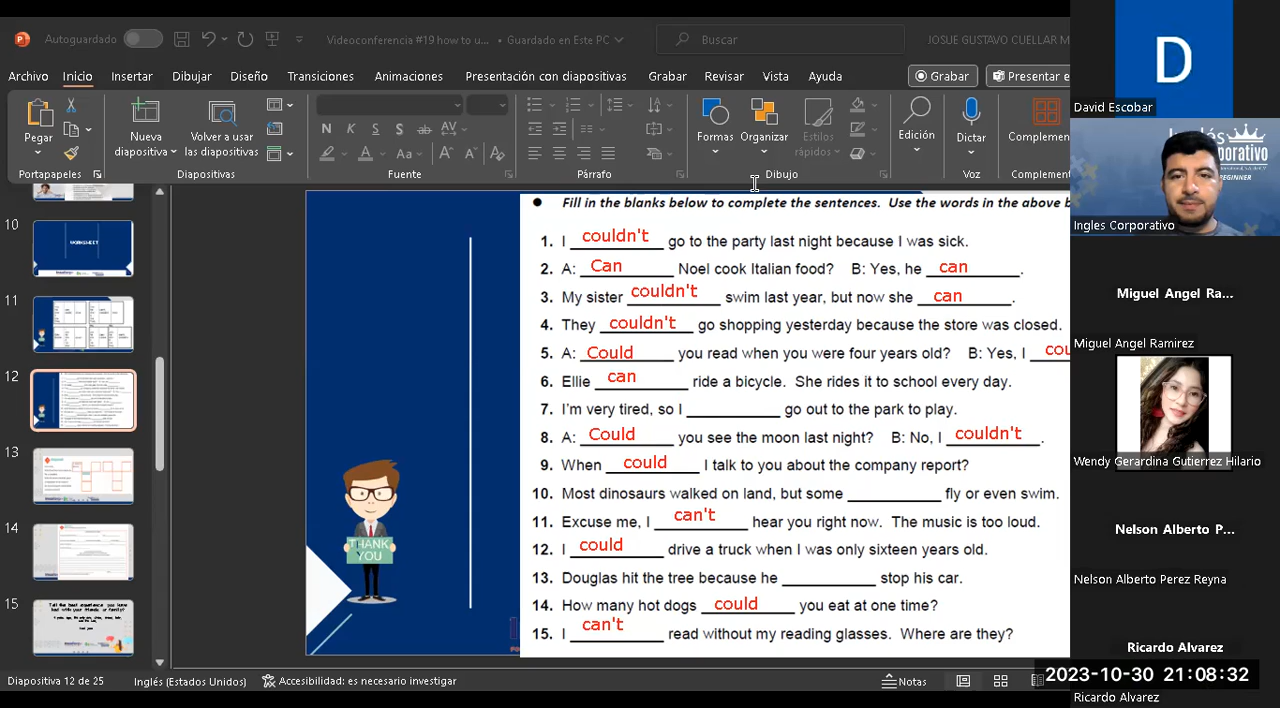 Autoguardado
Videoconferencia #19 how to u... • Guardado en Este PC
Buscar
JOSUE GUSTAVO CUELLAR M
Archivo Inicio Insertar Dibujar Diseño Transiciones Animaciones Presentación con diapositivas Grabar Revisar Vista Ayuda
Grabar
Presentar e
Pegar
Nueva diapositiva
Volver a usar las diapositivas
N K S S ab AV
A Aa A A A
Formas Organizar Estilos rápidos
Edición
Dictar
Complemen
Portapapeles Diapositivas Fuente Párrafo Dibujo Voz Complement
10
WORKSHEET
11
12
13
14
15
THANK YOU
● Fill in the blanks below to complete the sentences. Use the words in the above b
1. I couldn't go to the party last night because I was sick.
2. A: Can Noel cook Italian food? B: Yes, he can.
3. My sister couldn't swim last year, but now she can.
4. They couldn't go shopping yesterday because the store was closed.
5. A: Could you read when you were four years old? B: Yes, I cou
6. Ellie can ride a bicycle. She rides it to school every day.
7. I'm very tired, so I ____________ go out to the park to play.
8. A: Could you see the moon last night? B: No, I couldn't.
9. When could I talk to you about the company report?
10. Most dinosaurs walked on land, but some ____________ fly or even swim.
11. Excuse me, I can't hear you right now. The music is too loud.
12. I could drive a truck when I was only sixteen years old.
13. Douglas hit the tree because he ____________ stop his car.
14. How many hot dogs could you eat at one time?
15. I can't read without my reading glasses. Where are they?
Diapositiva 12 de 25
Inglés (Estados Unidos)
Accesibilidad: es necesario investigar
Notas
D
David Escobar
Inglés
Corporativo
BEGINNER
Ingles Corporativo
Miguel Angel Ra...
Miguel Angel Ramirez
Wendy Gerardina Gutierrez Hilario
Nelson Alberto P...
Nelson Alberto Perez Reyna
Ricardo Alvarez
2023-10-30 21:08:32
Ricardo Alvarez